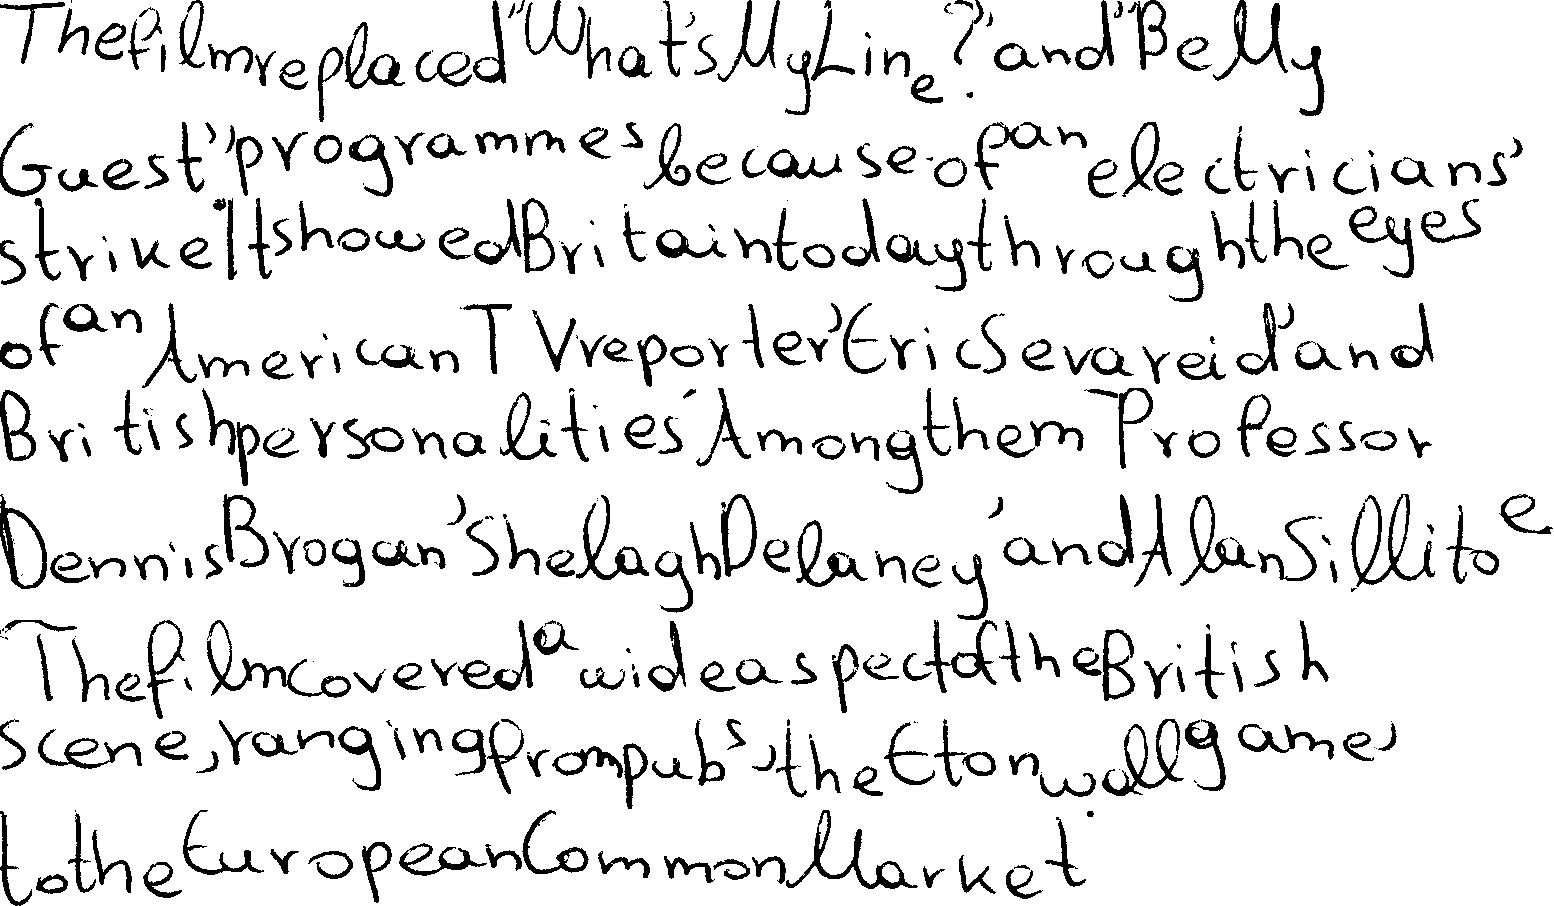 The film replaced "What's My Line?" and "Be My
Guest" programmes because of an electricians'
strike. It showed Britain today through the eyes
of an American TV reporter, Eric Sevareid, and
British personalities. Among them Professor
Dennis Brogan, Shelagh Delaney, and Alan Sillitoe
The film covered a wide aspect of the British
scene, ranging from pubs, the Eton wall game,
to the European Common Market.